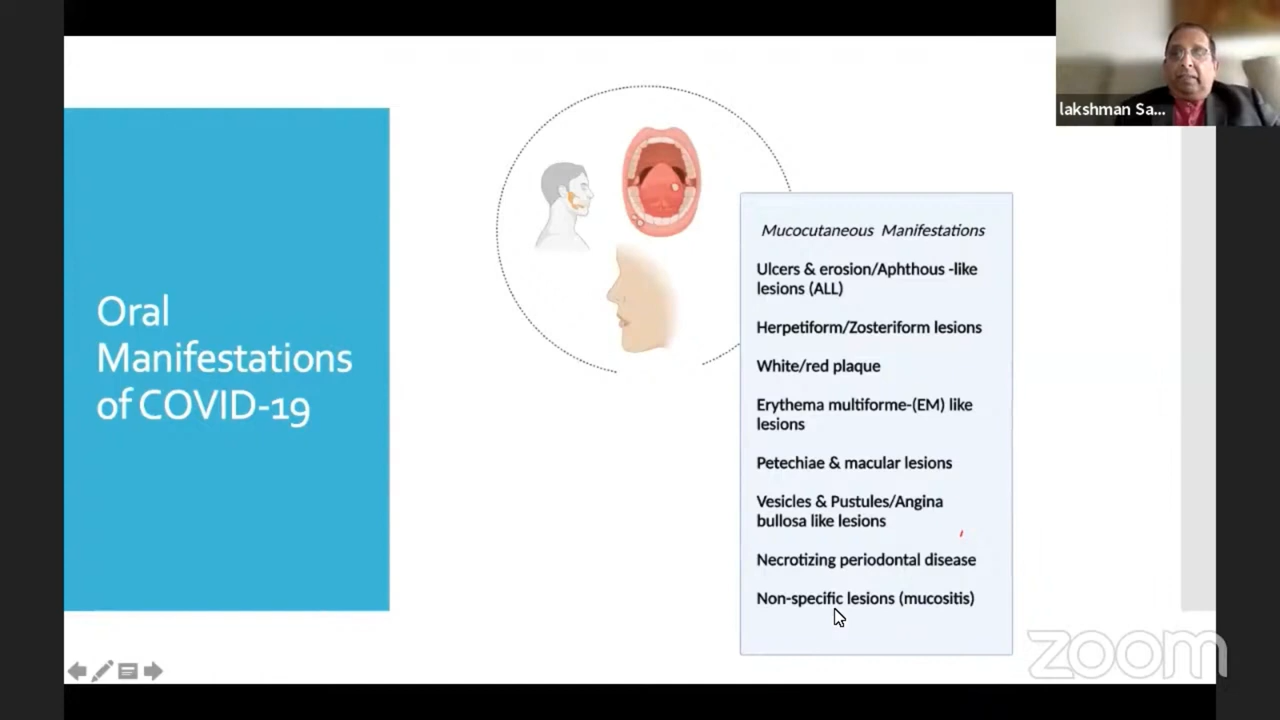 lakshman Sa...
Oral
Manifestations
of COVID-19
Mucocutaneous Manifestations
Ulcers & erosion/Aphthous -like
lesions (ALL)
Herpetiform/Zosteriform lesions
White/red plaque
Erythema multiforme-(EM) like
lesions
Petechiae & macular lesions
Vesicles & Pustules/Angina
bullosa like lesions
Necrotizing periodontal disease
Non-specific lesions (mucositis)
zoom